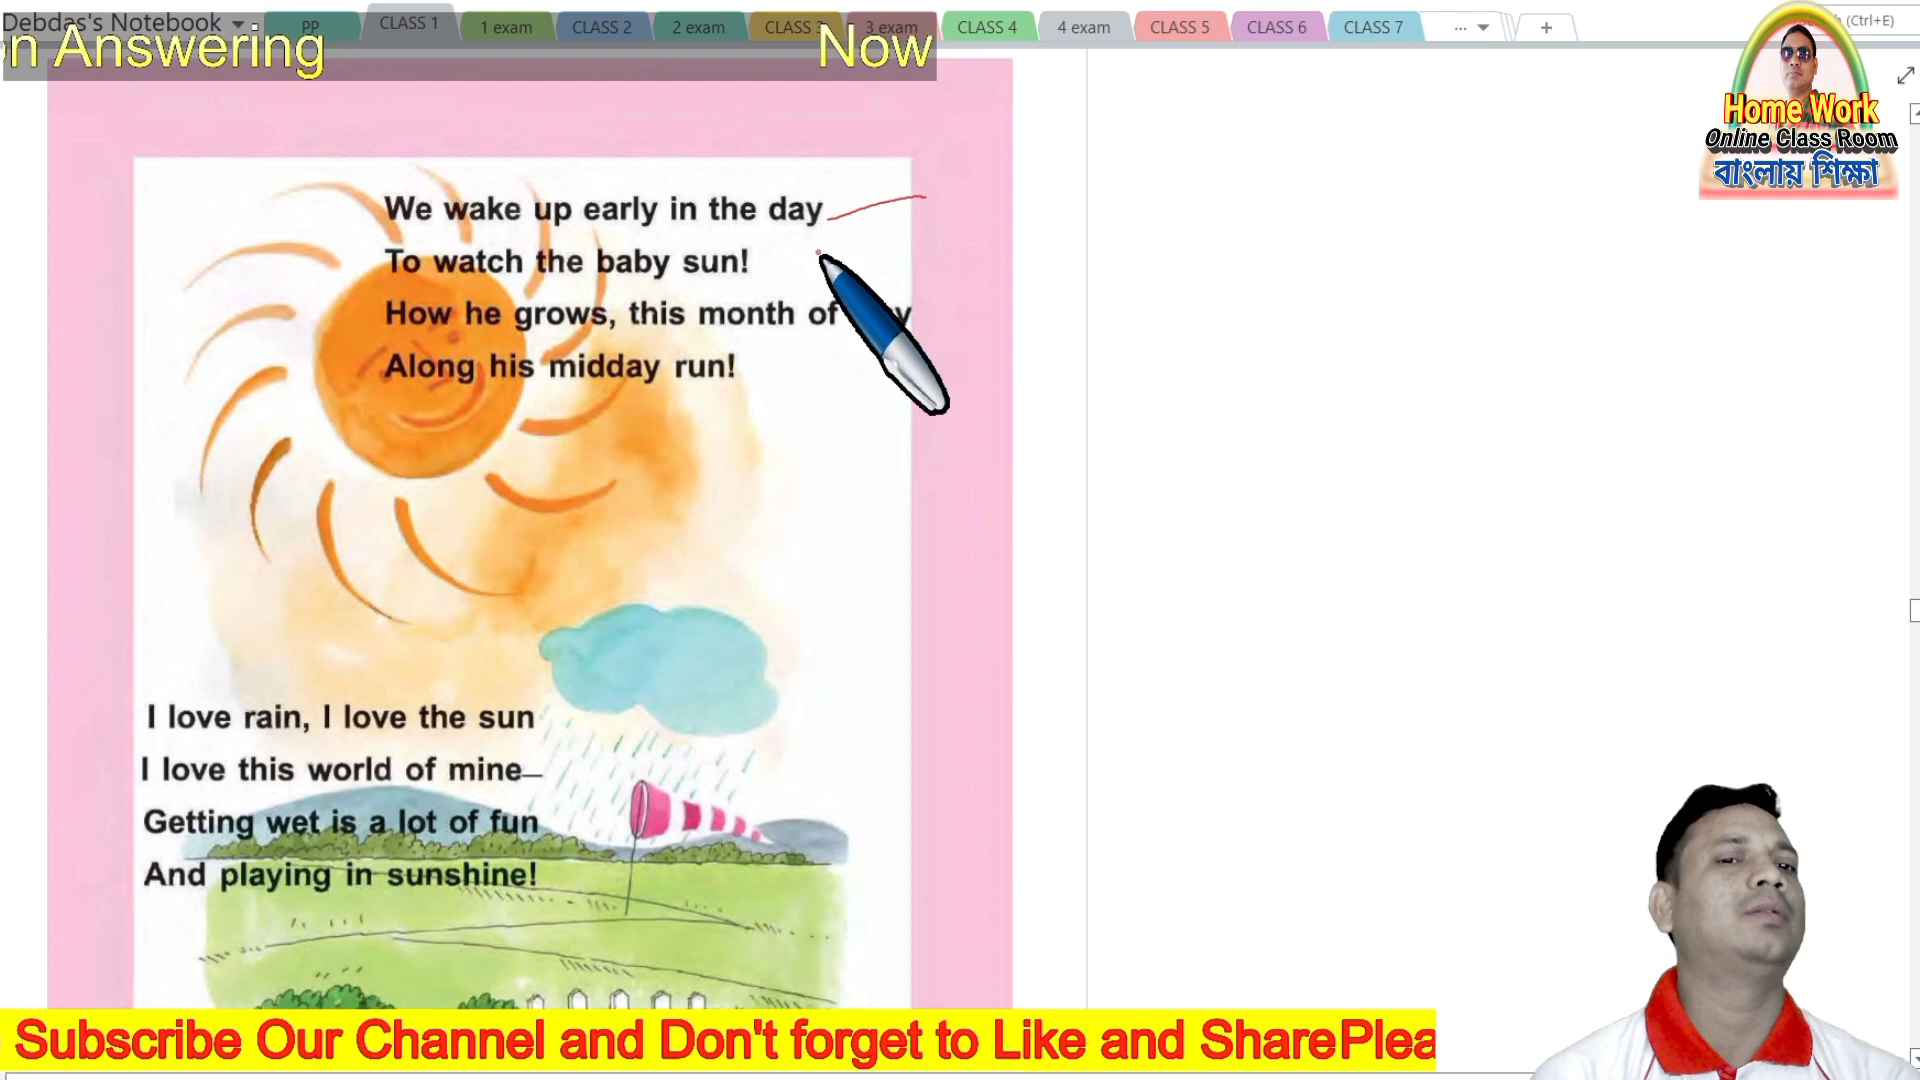 Debdas's Notebook
PP
CLASS 1
1 exam
CLASS 2
2 exam
CLASS 3
3 exam
CLASS 4
4 exam
CLASS 5
CLASS 6
CLASS 7
...
+
(Ctrl+E)
n Answering
Now
Home Work
Online Class Room
বাংলায় শিক্ষা
We wake up early in the day
To watch the baby sun!
How he grows, this month of
Along his midday run!
I love rain, I love the sun
I love this world of mine—
Getting wet is a lot of fun
And playing in sunshine!
Subscribe Our Channel and Don't forget to Like and SharePlea